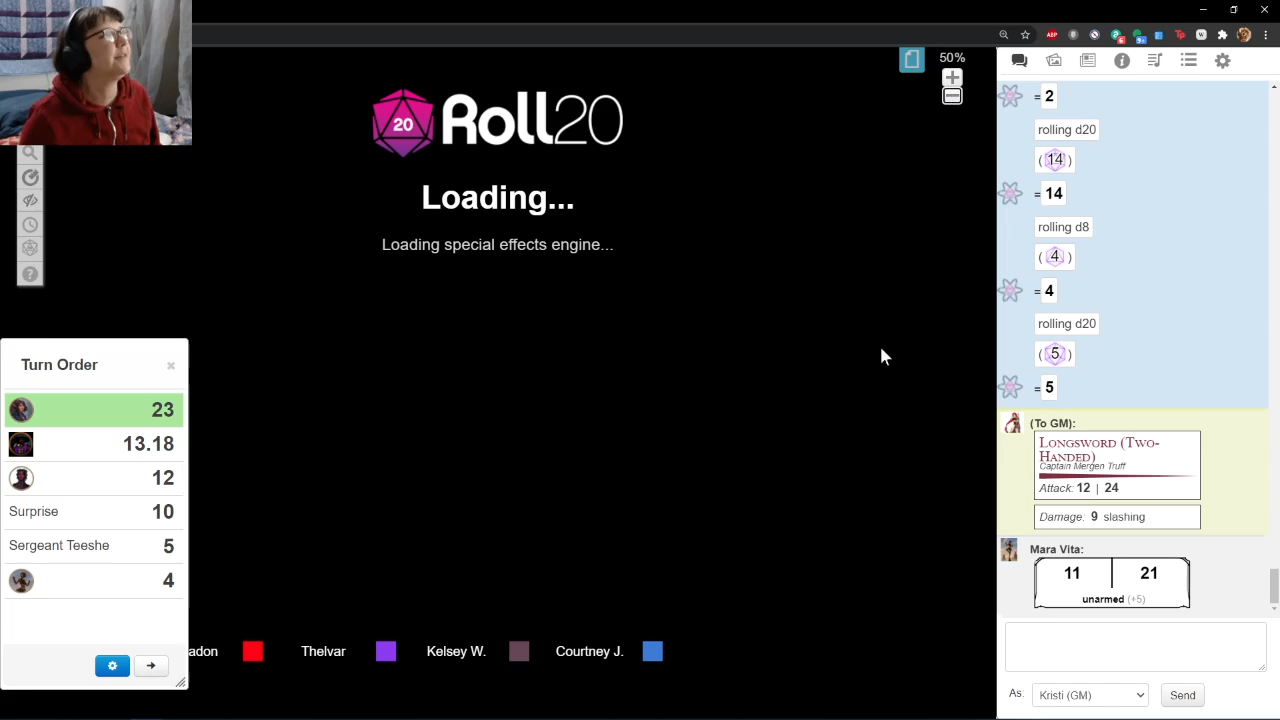 50%
20
Roll20
Loading...
Loading special effects engine...
= 2
rolling d20
( 14 )
= 14
rolling d8
( 4 )
= 4
rolling d20
( 5 )
= 5
(To GM):
LONGSWORD (TWO-
HANDED)
Captain Mergen Truff
Attack: 12 | 24
Damage: 9 slashing
Mara Vita:
11 21
unarmed (+5)
As: Kristi (GM) Send
Turn Order ×
23
13.18
12
Surprise 10
Sergeant Teeshe 5
4
adon Thelvar Kelsey W. Courtney J.